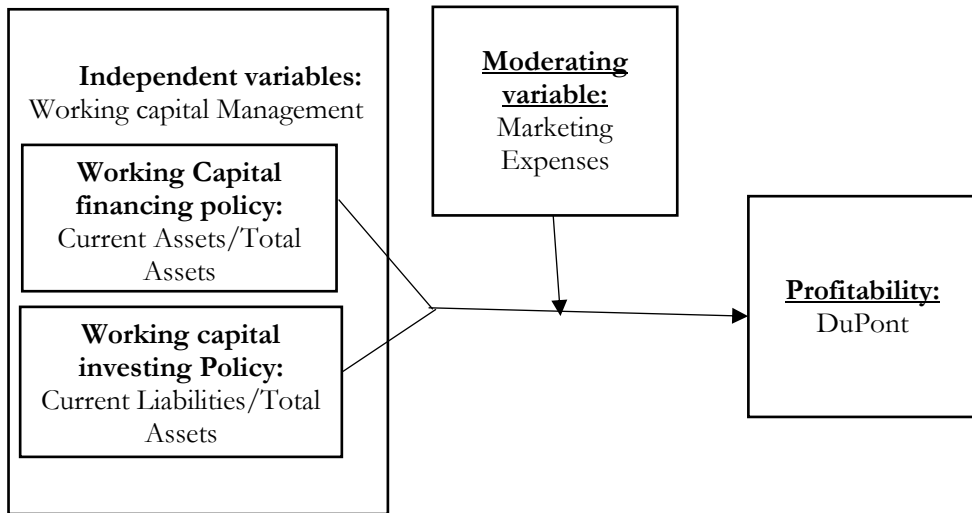 Independent variables:
Working capital Management
Working Capital
financing policy:
Current Assets/Total
Assets
Working capital
investing Policy:
Current Liabilities/Total
Assets
Moderating
variable:
Marketing
Expenses
Profitability:
DuPont